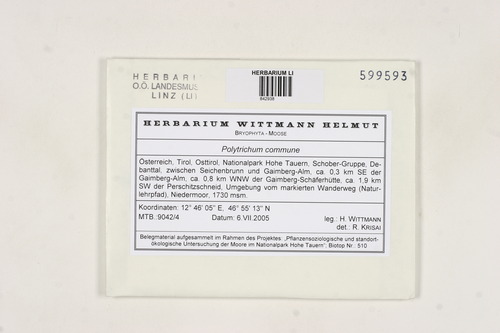 HERBARI
O.Ö. LANDESMUS
LINZ (LI)
HERBARIUM LI
599593
HERBARIUM WITTMANN HELMUT
BRYOPHYTA - MOOSE
Polytrichum commune
Österreich, Tirol, Osttirol, Nationalpark Hohe Tauern, Schober-Gruppe, De-
banttal, zwischen Seichenbrunn und Gaimberg-Alm, ca. 0,3 km SE der
Gaimberg-Alm, ca. 0,8 km WNW der Gaimberg-Schäferhütte, ca. 1,9 km
SW der Perschitzschneid, Umgebung vom markierten Wanderweg (Natur-
lehrpfad), Niedermoor, 1730 msm.
Koordinaten: 12° 46' 05" E, 46° 55' 13" N
MTB :9042/4 Datum: 6.VII.2005 leg.: H. WITTMANN
det.: R. KRISAI
Belegmaterial aufgesammelt im Rahmen des Projektes: „Pflanzensoziologische und standort-
ökologische Untersuchung der Moore im Nationalpark Hohe Tauern"; Biotop Nr.: 510